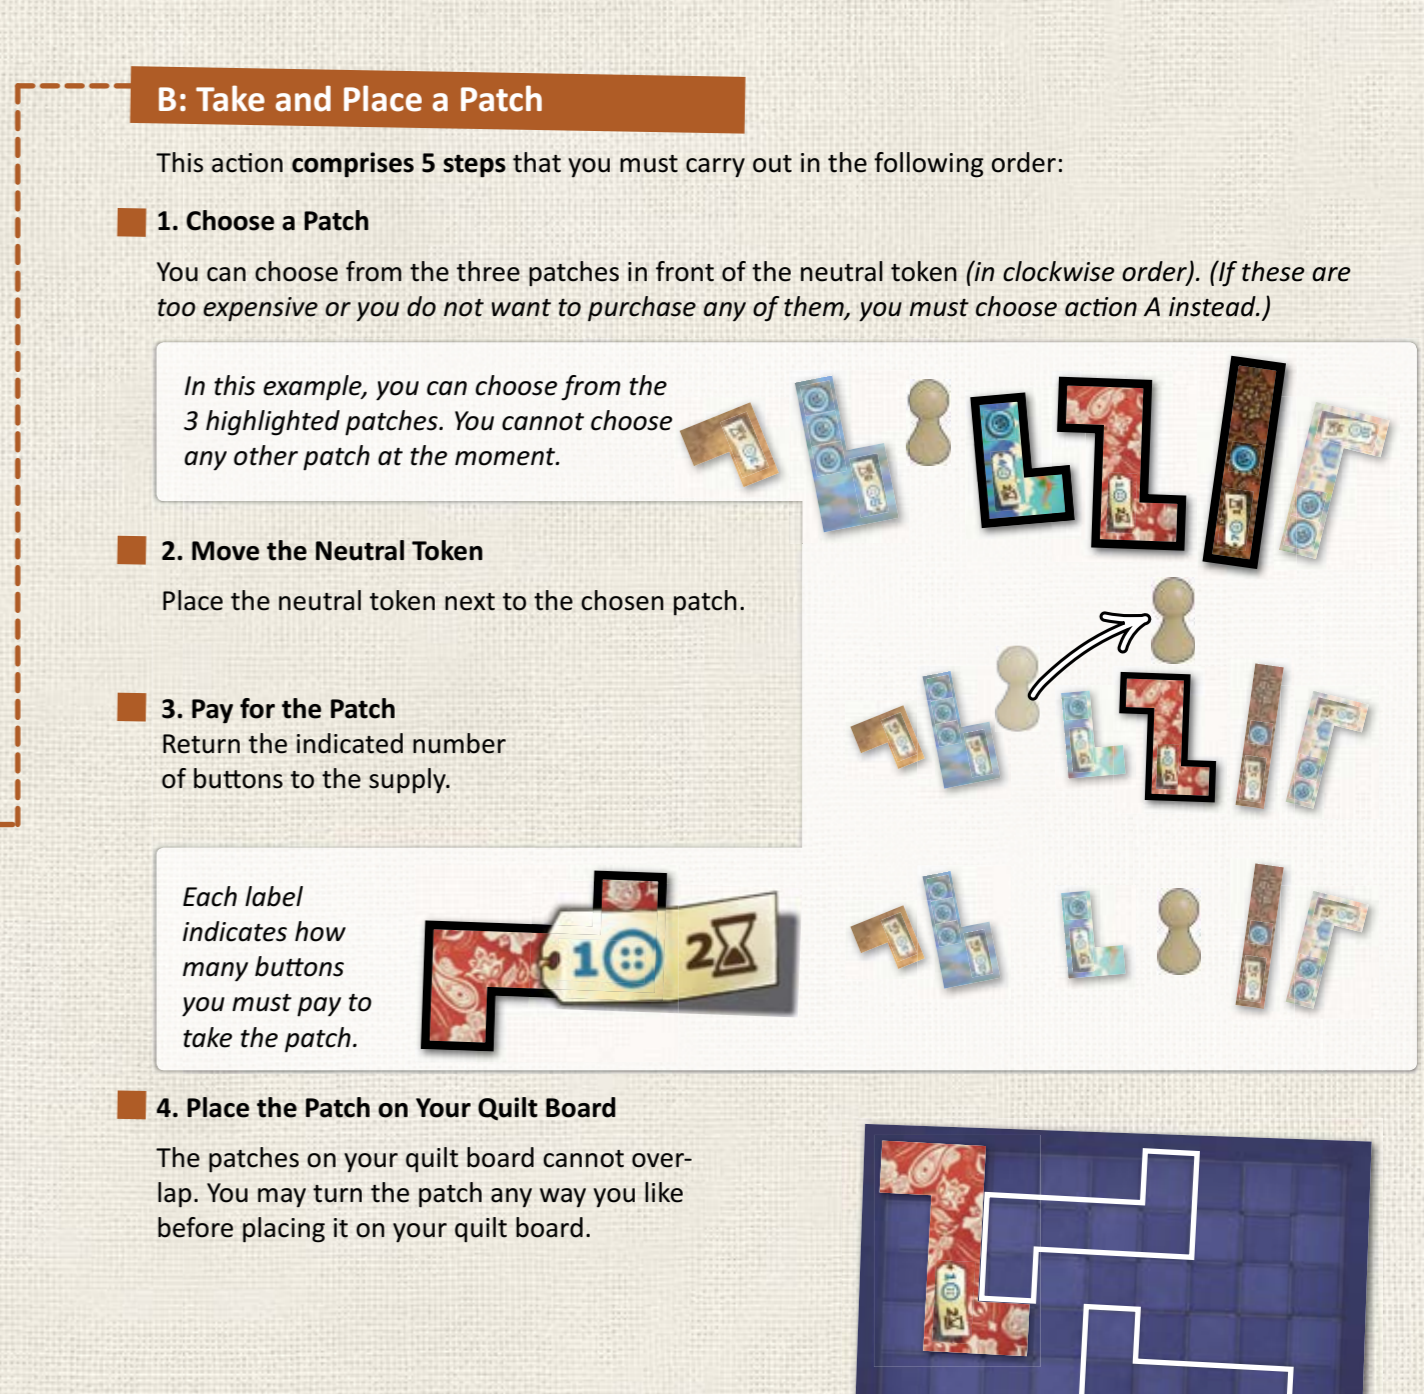 B: Take and Place a Patch
This action comprises 5 steps that you must carry out in the following order:
1. Choose a Patch
You can choose from the three patches in front of the neutral token (in clockwise order). (If these are
too expensive or you do not want to purchase any of them, you must choose action A instead.)
In this example, you can choose from the
3 highlighted patches. You cannot choose
any other patch at the moment.
2. Move the Neutral Token
Place the neutral token next to the chosen patch.
3. Pay for the Patch
Return the indicated number
of buttons to the supply.
Each label
indicates how
many buttons
you must pay to
take the patch.
1 2
4. Place the Patch on Your Quilt Board
The patches on your quilt board cannot over-
lap. You may turn the patch any way you like
before placing it on your quilt board.
1 2